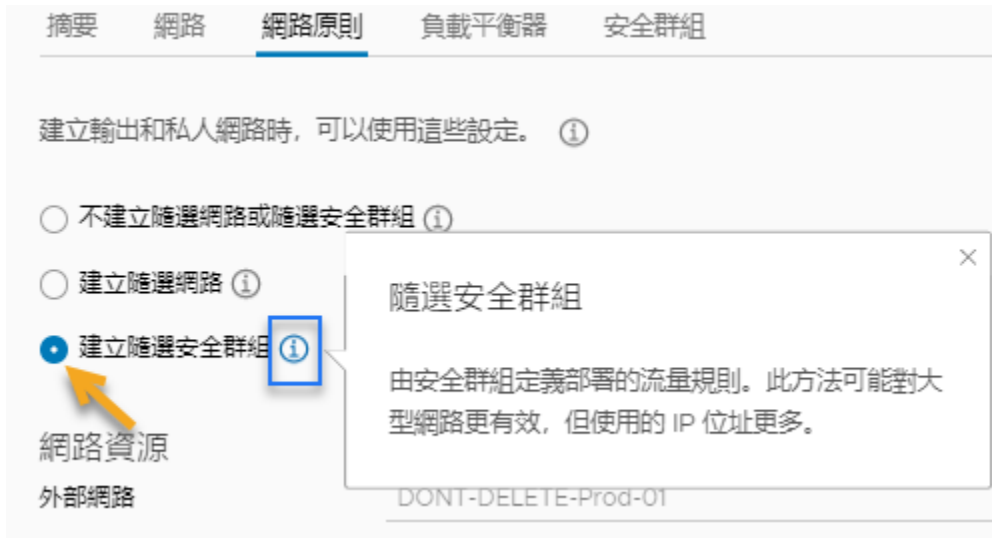 摘要 網路 網路原則 負載平衡器 安全群組
建立輸出和私人網路時，可以使用這些設定。
不建立隨選網路或隨選安全群組
建立隨選網路
建立隨選安全群組
隨選安全群組
由安全群組定義部署的流量規則。此方法可能對大
型網路更有效，但使用的 IP 位址更多。
網路資源
外部網路 DONT-DELETE-Prod-01